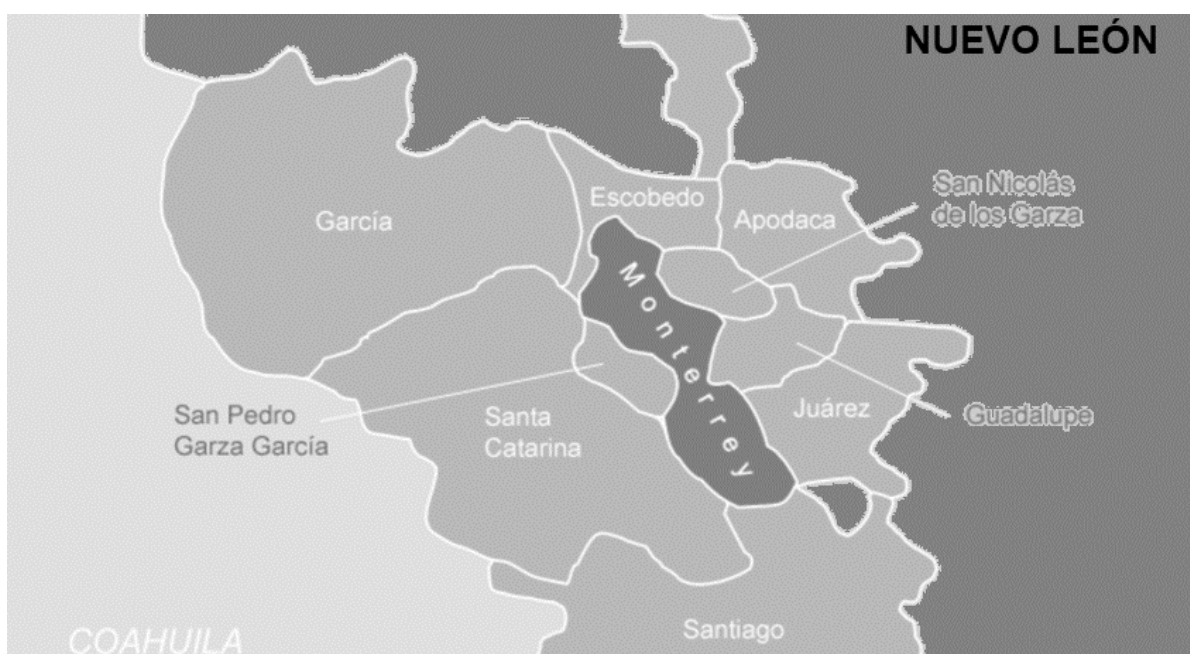 NUEVO LEÓN
San Nicolás
de los Garza
Escobedo
García
Apodaca
Monterrey
San Pedro
Garza García
Santa
Catarina
Juárez
Guadalupe
Santiago
COAHUILA